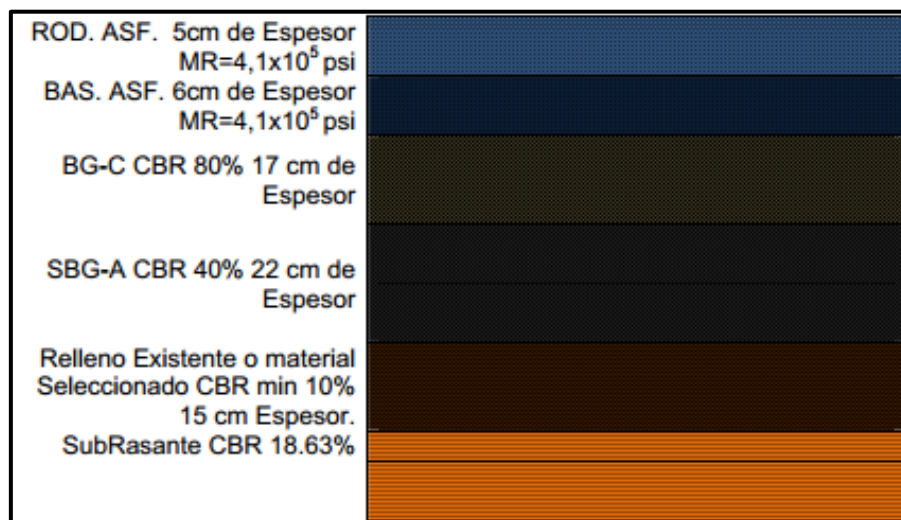 ROD. ASF.  5cm de Espesor
MR=4,1x10⁵ psi
BAS. ASF. 6cm de Espesor
MR=4,1x10⁵ psi
BG-C CBR 80% 17 cm de
Espesor
SBG-A CBR 40% 22 cm de
Espesor
Relleno Existente o material
Seleccionado CBR min 10%
15 cm Espesor.
SubRasante CBR 18.63%